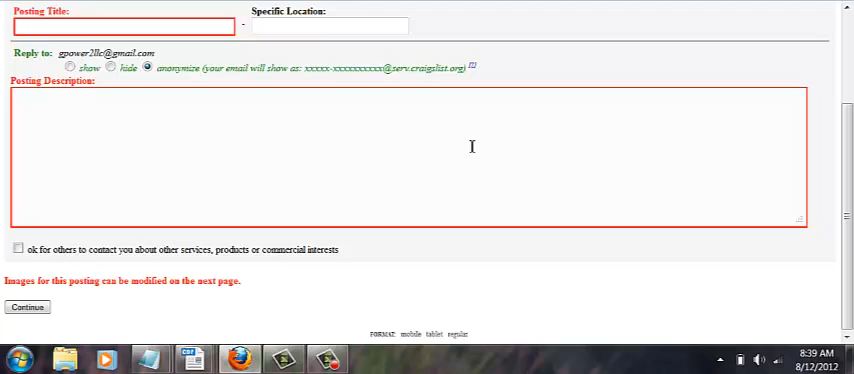 Posting Title: Specific Location:
-
Reply to: gpower2llc@gmail.com
show hide anonymize (your email will show as: xxxxx-xxxxxxxxxx@serv.craigslist.org) [?]
Posting Description:
ok for others to contact you about other services, products or commercial interests
Images for this posting can be modified on the next page.
Continue
FORMAT: mobile tablet regular
8:39 AM
8/12/2012